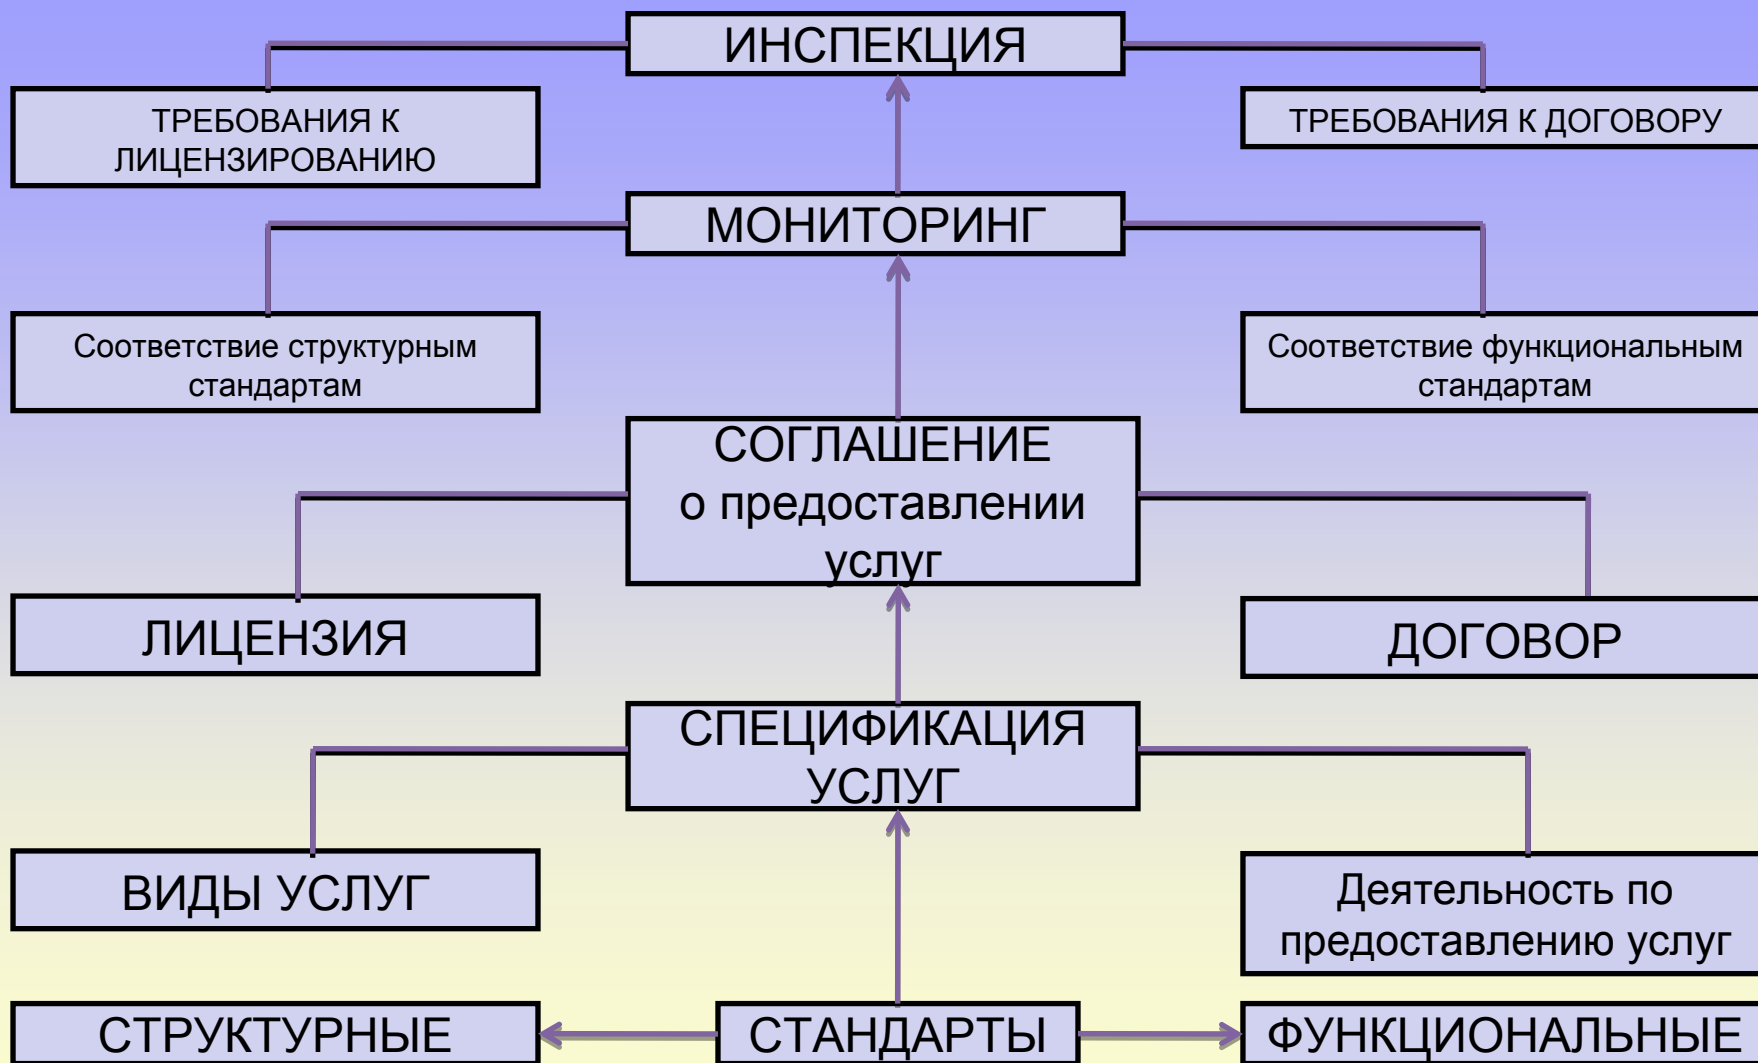 ИНСПЕКЦИЯ
ТРЕБОВАНИЯ К
ЛИЦЕНЗИРОВАНИЮ
ТРЕБОВАНИЯ К ДОГОВОРУ
МОНИТОРИНГ
Соответствие структурным
стандартам
Соответствие функциональным
стандартам
СОГЛАШЕНИЕ
о предоставлении
услуг
ЛИЦЕНЗИЯ
ДОГОВОР
СПЕЦИФИКАЦИЯ
УСЛУГ
ВИДЫ УСЛУГ
Деятельность по
предоставлению услуг
СТРУКТУРНЫЕ
СТАНДАРТЫ
ФУНКЦИОНАЛЬНЫЕ